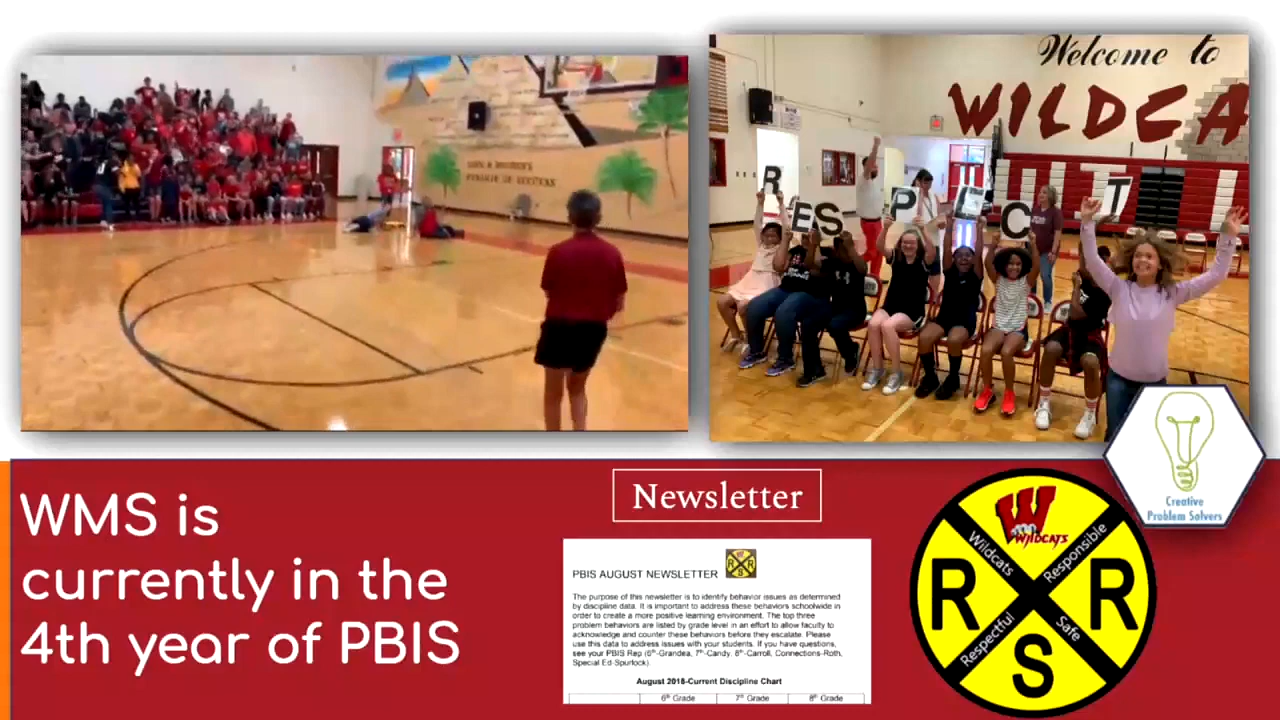 Welcome to
WILDCA
R
ES
P
C
T
WMS is
currently in the
4th year of PBIS
Newsletter
PBIS AUGUST NEWSLETTER
The purpose of this newsletter is to identify behavior issues as determined
by discipline data. It is important to address these behaviors schoolwide in
order to create a more positive learning environment. The top three
problem behaviors are listed by grade level in an effort to allow faculty to
acknowledge and counter these behaviors before they escalate. Please
use this data to address issues with your students. If you have questions,
see your PBIS Rep (6th-Grandea, 7th-Candy, 8th-Carroll, Connections-Roth,
Special Ed-Spurlock).
August 2018-Current Discipline Chart
6th Grade 7th Grade 8th Grade
Creative
Problem Solvers
W
WILDCATS
Wildcats
Responsible
R R
Respectful
Safe
S